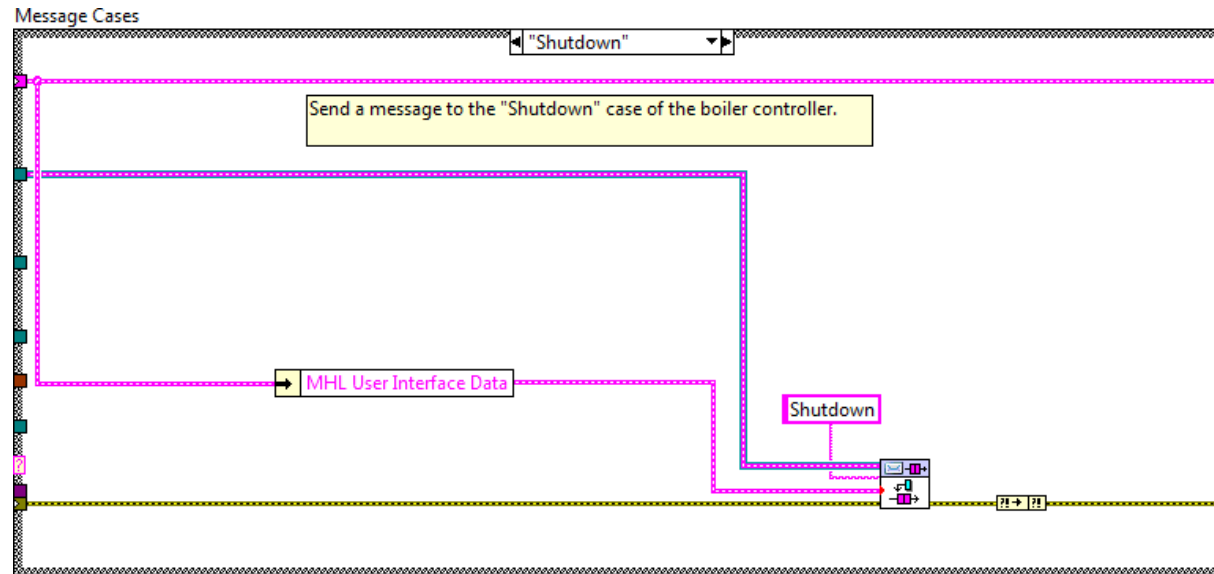 Message Cases
"Shutdown"
Send a message to the "Shutdown" case of the boiler controller.
MHL User Interface Data
Shutdown
?
?! ?!